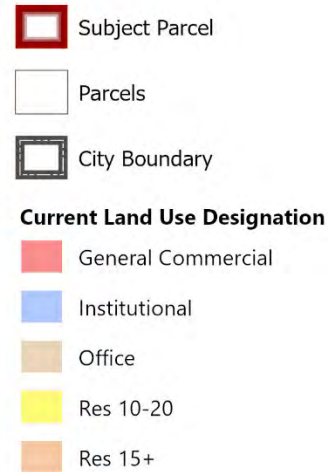 Subject Parcel
Parcels
City Boundary
Current Land Use Designation
General Commercial
Institutional
Office
Res 10-20
Res 15+